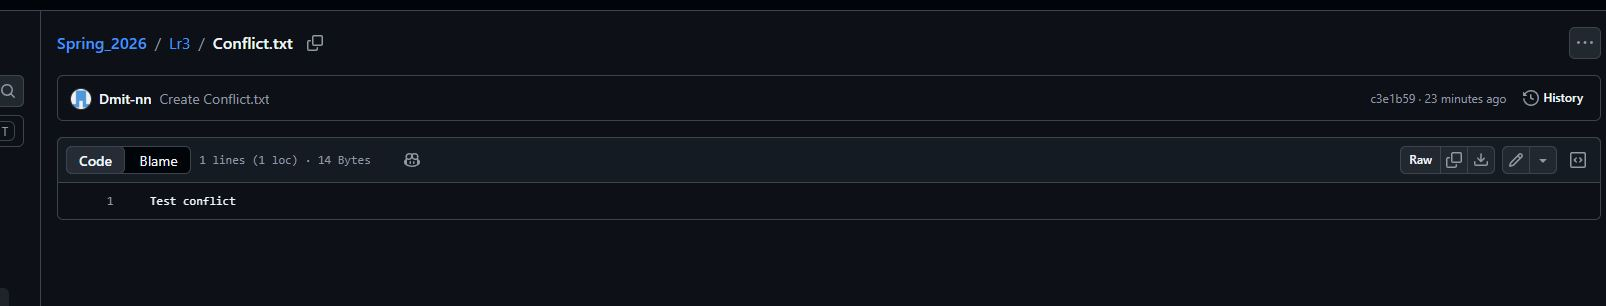 Spring_2026 / Lr3 / Conflict.txt
Dmit-nn Create Conflict.txt c3e1b59 · 23 minutes ago History
T
Code Blame 1 lines (1 loc) · 14 Bytes Raw
1 Test conflict